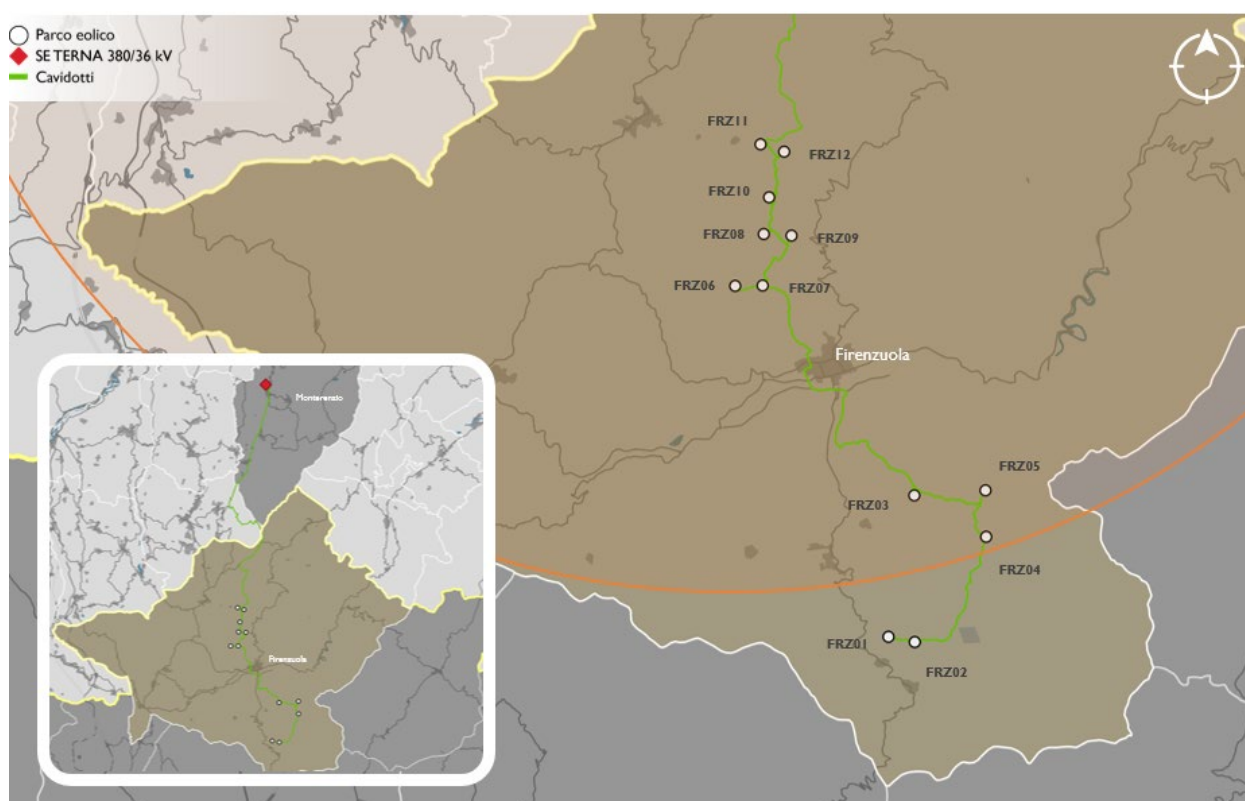 Parco eolico
SE TERNA 380/36 kV
Cavidotti
FRZ11
FRZ12
FRZ10
FRZ08
FRZ09
FRZ06
FRZ07
Firenzuola
FRZ05
FRZ03
FRZ04
FRZ01
FRZ02
Monterenzio
Firenzuola